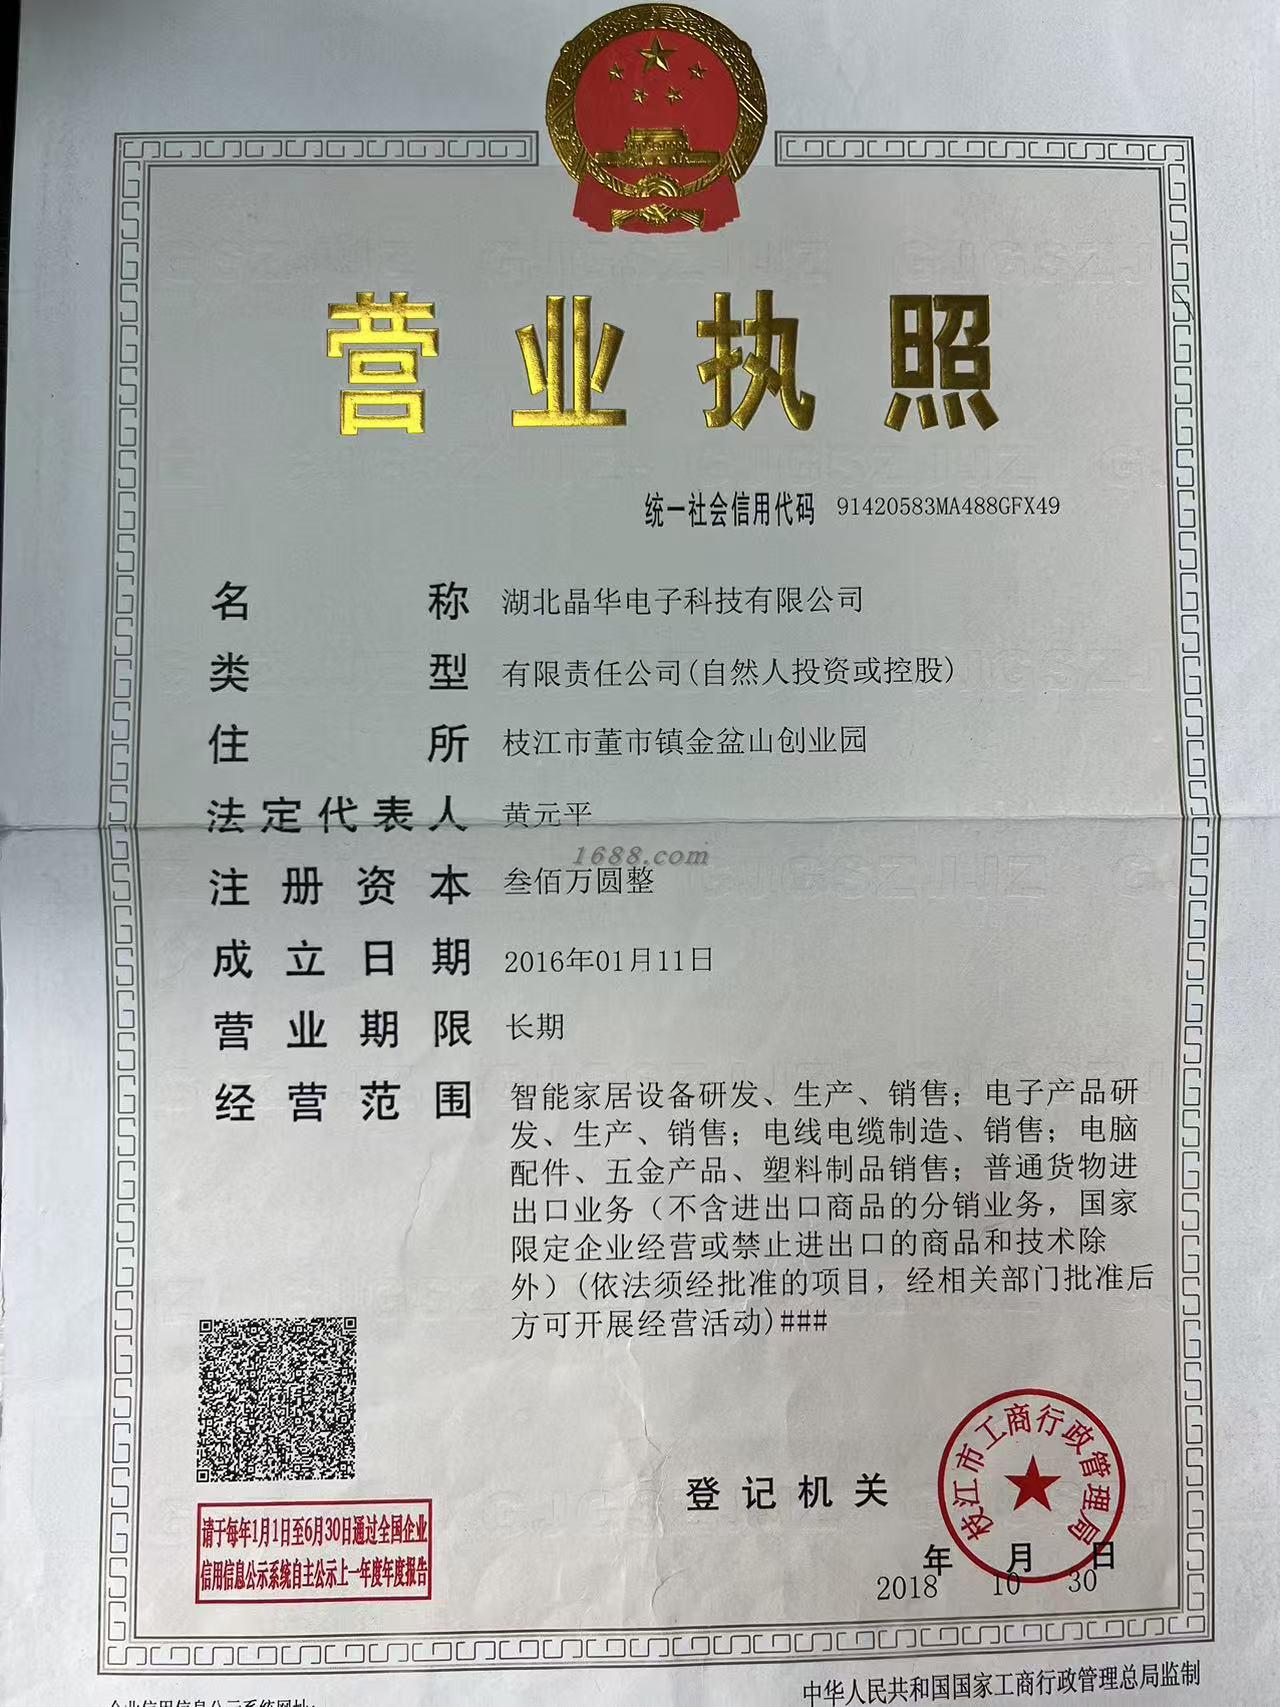 营业执照
统一社会信用代码 91420583MA488GFX49
名称 湖北晶华电子科技有限公司
类型 有限责任公司(自然人投资或控股)
住所 枝江市董市镇金盆山创业园
法定代表人 黄元平
1688.com
注册资本 叁佰万圆整
成立日期 2016年01月11日
营业期限 长期
经营范围 智能家居设备研发、生产、销售；电子产品研
发、生产、销售；电线电缆制造、销售；电脑
配件、五金产品、塑料制品销售；普通货物进
出口业务（不含进出口商品的分销业务，国家
限定企业经营或禁止进出口的商品和技术除
外）(依法须经批准的项目，经相关部门批准后
方可开展经营活动)###
请于每年1月1日至6月30日通过全国企业
信用信息公示系统自主公示上一年度年度报告
登记机关
枝江市工商行政管理局
年 月 日
2018 10 30
企业信用信息公示系统网址：
中华人民共和国国家工商行政管理总局监制